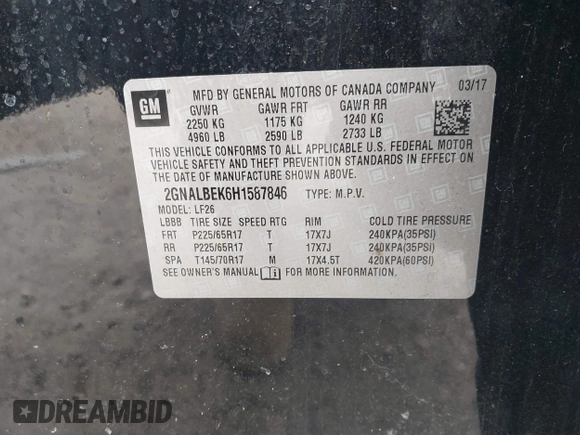 MFD BY GENERAL MOTORS OF CANADA COMPANY 03/17
GM
GVWR GAWR FRT GAWR RR
2250 KG 1175 KG 1240 KG
4960 LB 2690 LB 2733 LB
THIS VEHICLE CONFORMS TO ALL APPLICABLE U.S. FEDERAL MOTOR
VEHICLE SAFETY AND THEFT PREVENTION STANDARDS IN EFFECT ON
THE DATE OF MANUFACTURE SHOWN ABOVE.
2GNALBEK6H1587846 TYPE: M.P.V.
MODEL: LF26
LBBB TIRE SIZE SPEED RTG RIM COLD TIRE PRESSURE
FRT P225/65R17 T 17X7J 240KPA(35PSI)
RR P225/65R17 T 17X7J 240KPA(35PSI)
SPA T145/70R17 M 17X4.5T 420KPA(60PSI)
SEE OWNER'S MANUAL FOR MORE INFORMATION
DREAMBID